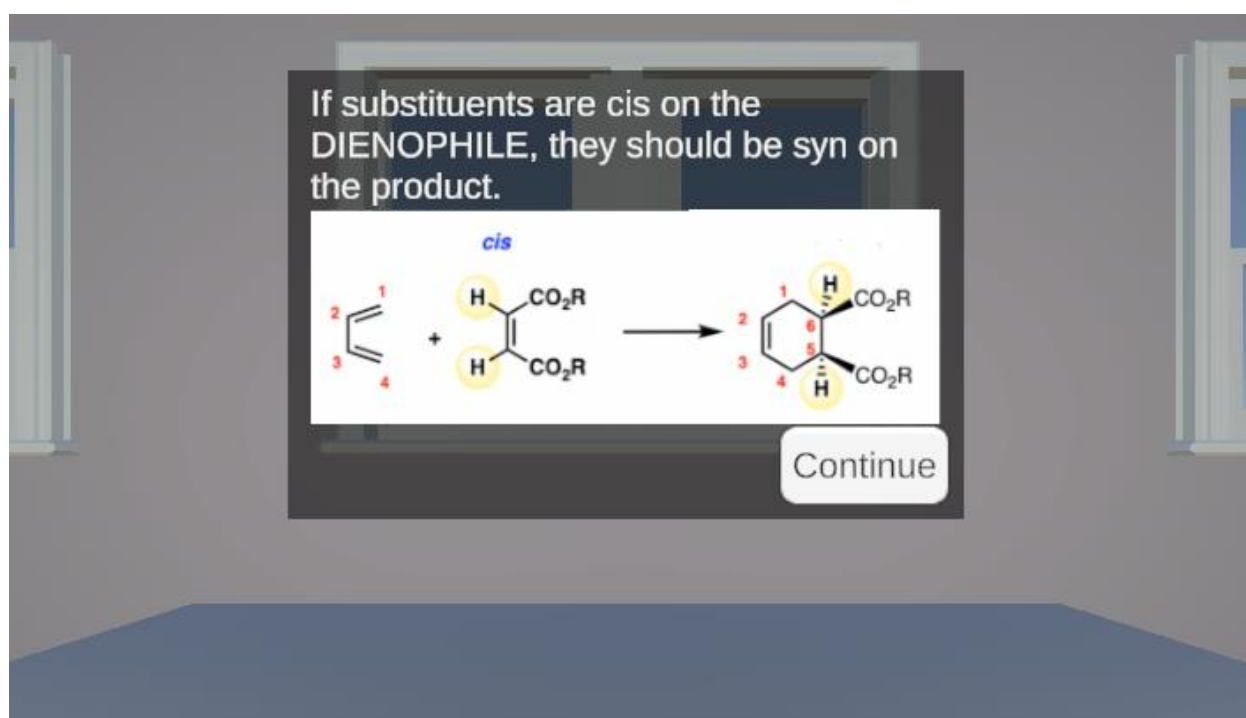 If substituents are cis on the
DIENOPHILE, they should be syn on
the product.
cis
H CO₂R
1
2
3
4
+
H CO₂R
H
CO₂R
1
2
6
5
3
4
H
CO₂R
Continue